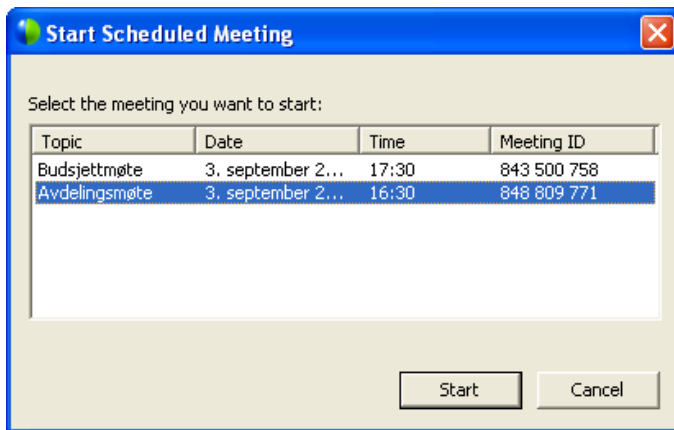 Start Scheduled Meeting
Select the meeting you want to start:
Topic Date Time Meeting ID
Budsjettmøte 3. september 2... 17:30 843 500 758
Avdelingsmøte 3. september 2... 16:30 848 809 771
Start Cancel